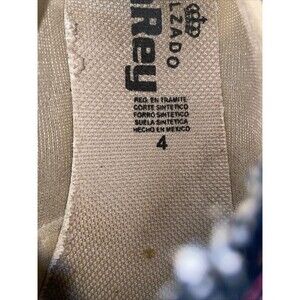 LZADO
Rey
REG. EN TRAMITE
CORTE SINTETICO
FORRO SINTETICO
SUELA SINTETICA
HECHO EN MEXICO
4